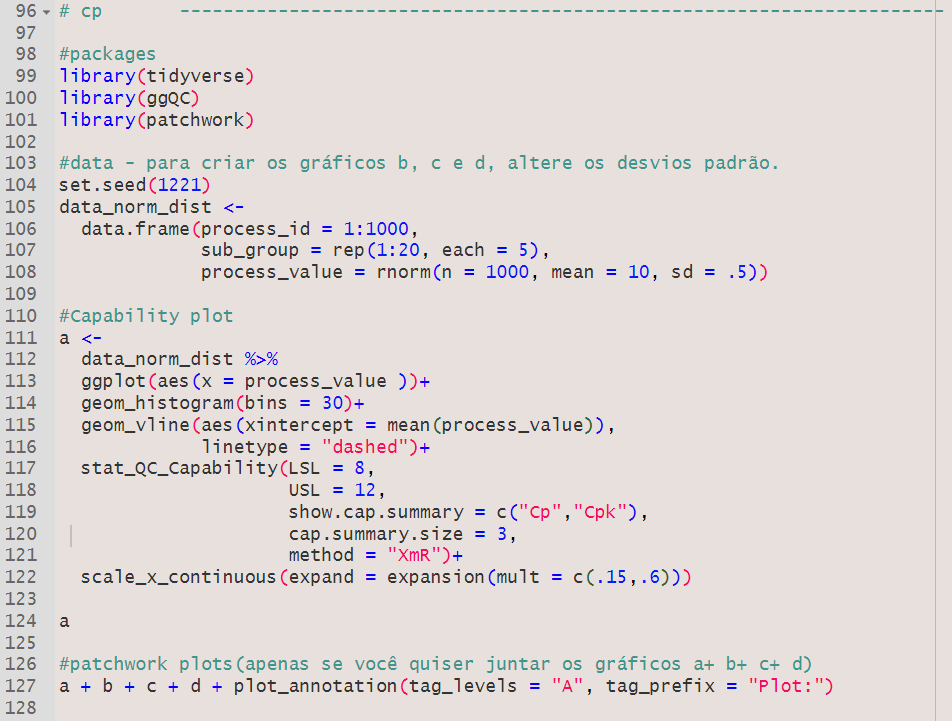 96 # cp --------------------------------------------------------------------
97
98 #packages
99 library(tidyverse)
100 library(ggQC)
101 library(patchwork)
102
103 #data - para criar os gráficos b, c e d, altere os desvios padrão.
104 set.seed(1221)
105 data_norm_dist <-
106   data.frame(process_id = 1:1000,
107              sub_group = rep(1:20, each = 5),
108              process_value = rnorm(n = 1000, mean = 10, sd = .5))
109
110 #Capability plot
111 a <-
112   data_norm_dist %>%
113   ggplot(aes(x = process_value ))+
114   geom_histogram(bins = 30)+
115   geom_vline(aes(xintercept = mean(process_value)),
116              linetype = "dashed")+
117   stat_QC_Capability(LSL = 8,
118                      USL = 12,
119                      show.cap.summary = c("Cp","Cpk"),
120                      cap.summary.size = 3,
121                      method = "XmR")+
122   scale_x_continuous(expand = expansion(mult = c(.15,.6)))
123
124 a
125
126 #patchwork plots(apenas se você quiser juntar os gráficos a+ b+ c+ d)
127 a + b + c + d + plot_annotation(tag_levels = "A", tag_prefix = "Plot:")
128